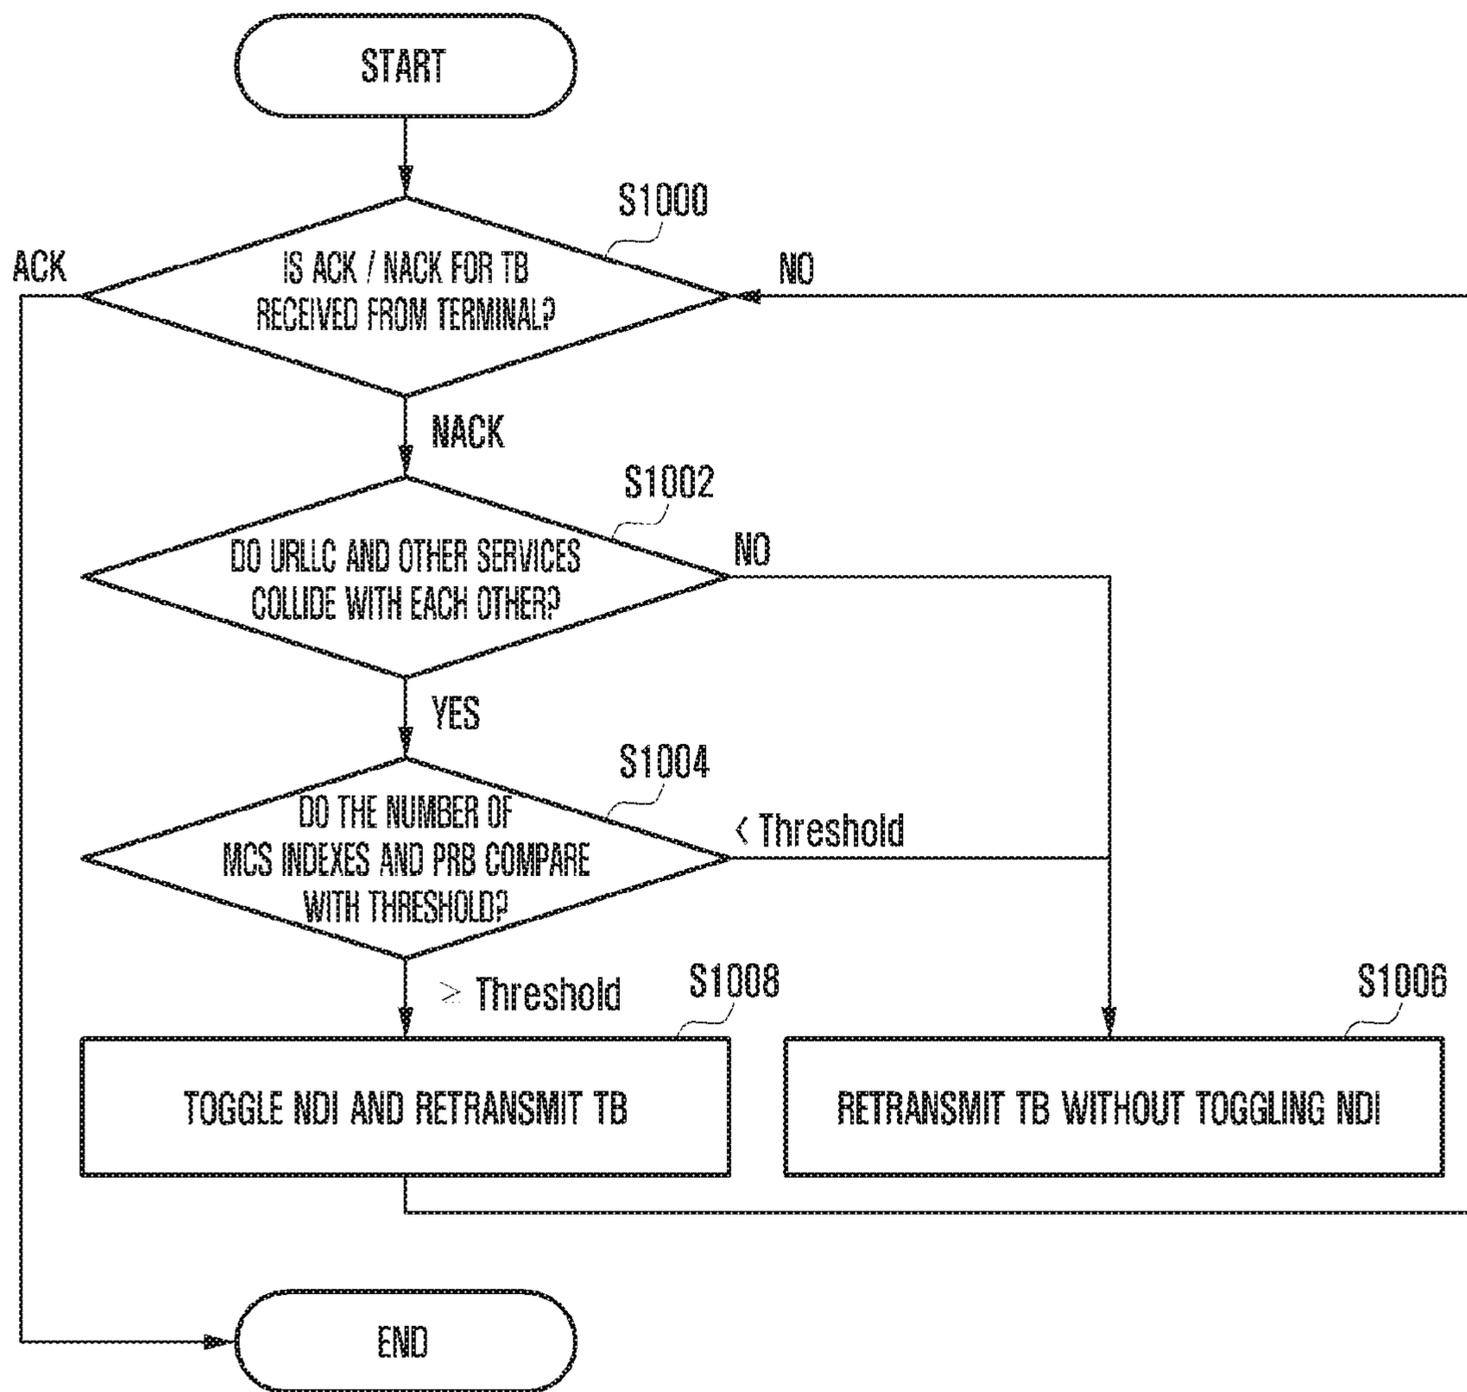 START
S1000
ACK
IS ACK / NACK FOR TB
RECEIVED FROM TERMINAL?
NO
NACK
S1002
DO URLLC AND OTHER SERVICES
COLLIDE WITH EACH OTHER?
NO
YES
S1004
DO THE NUMBER OF
MCS INDEXES AND PRB COMPARE
WITH THRESHOLD?
< Threshold
≥ Threshold
S1008
S1006
TOGGLE NDI AND RETRANSMIT TB
RETRANSMIT TB WITHOUT TOGGLING NDI
END